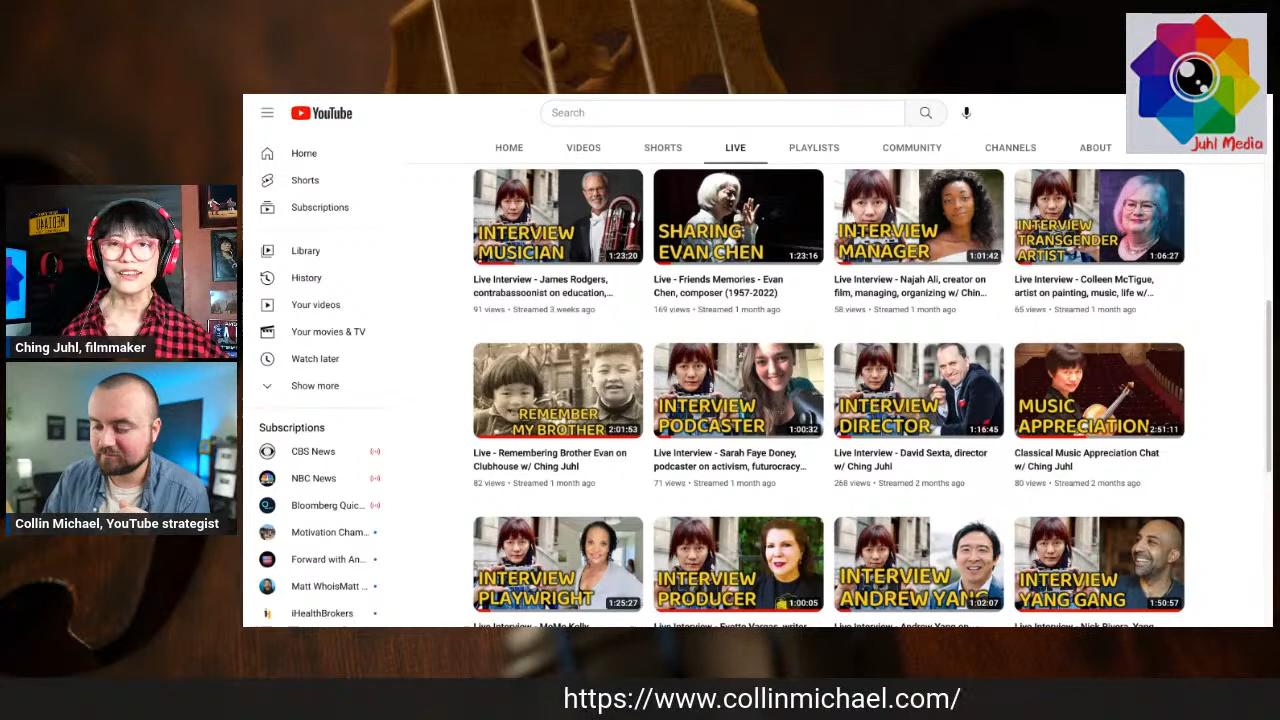 YouTube
Search
HOME
VIDEOS
SHORTS
LIVE
PLAYLISTS
COMMUNITY
CHANNELS
ABOUT
Juhl Media
Home
Shorts
Subscriptions
Library
History
Your videos
Your movies & TV
Watch later
Show more
Subscriptions
CBS News
NBC News
Bloomberg Quic...
Motivation Cham...
Forward with An...
Matt WhoisMatt ...
iHealthBrokers
Ching Juhl, filmmaker
Collin Michael, YouTube strategist
INTERVIEW
MUSICIAN
1:23:20
Live Interview - James Rodgers,
contrabassoonist on education,...
91 views • Streamed 3 weeks ago
SHARING
EVAN CHEN
1:23:16
Live - Friends Memories - Evan
Chen, composer (1957-2022)
169 views • Streamed 1 month ago
INTERVIEW
MANAGER
1:01:42
Live Interview - Najah Ali, creator on
film, managing, organizing w/ Chin...
58 views • Streamed 1 month ago
INTERVIEW
TRANSGENDER
ARTIST
1:06:27
Live Interview - Colleen McTigue,
artist on painting, music, life w/...
65 views • Streamed 1 month ago
REMEMBER
MY BROTHER
2:01:53
Live - Remembering Brother Evan on
Clubhouse w/ Ching Juhl
82 views • Streamed 1 month ago
INTERVIEW
PODCASTER
1:00:32
Live Interview - Sarah Faye Doney,
podcaster on activism, futurocracy...
71 views • Streamed 1 month ago
INTERVIEW
DIRECTOR
1:16:45
Live Interview - David Sexta, director
w/ Ching Juhl
268 views • Streamed 2 months ago
MUSIC
APPRECIATION
2:51:11
Classical Music Appreciation Chat
w/ Ching Juhl
80 views • Streamed 2 months ago
INTERVIEW
PLAYWRIGHT
1:25:27
INTERVIEW
PRODUCER
1:00:05
INTERVIEW
ANDREW YANG
1:02:07
INTERVIEW
YANG GANG
1:50:57
https://www.collinmichael.com/